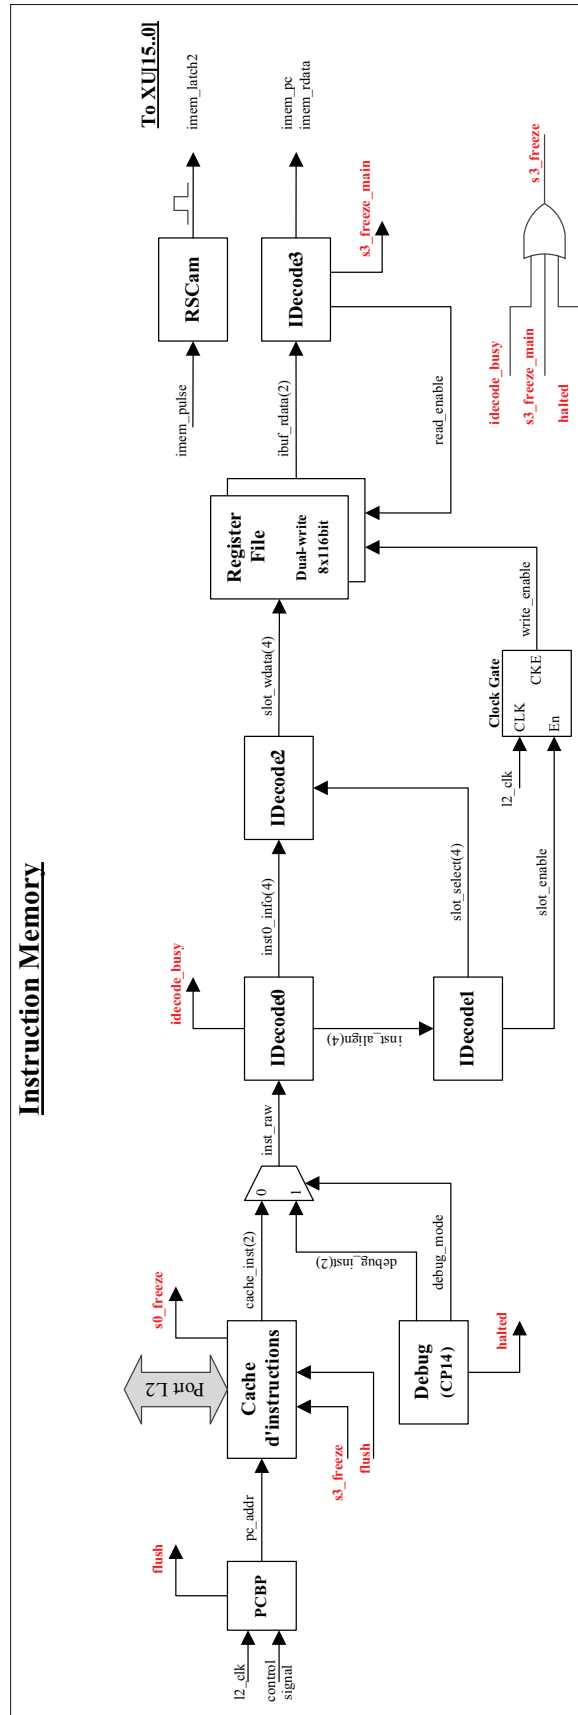 Instruction Memory
l2_clk
control
signal
PCBP
flush
pc_addr
Port L2
Cache
d'instructions
s0_freeze
s3_freeze
flush
cache_inst(2)
Debug
(CP14)
halted
debug_inst(2)
debug_mode
0
1
inst_raw
IDecode0
idecode_busy
inst_align(4)
IDecode1
inst0_info(4)
slot_select(4)
slot_enable
IDecode2
slot_wdata(4)
l2_clk
Clock Gate
CLK
En
CKE
write_enable
Register
File
Dual-write
8x116bit
ibuf_rdata(2)
read_enable
imem_pulse
RSCam
IDecode3
s3_freeze_main
To XU[15..0]
imem_latch2
imem_pc
imem_rdata
idecode_busy
s3_freeze_main
halted
s3_freeze